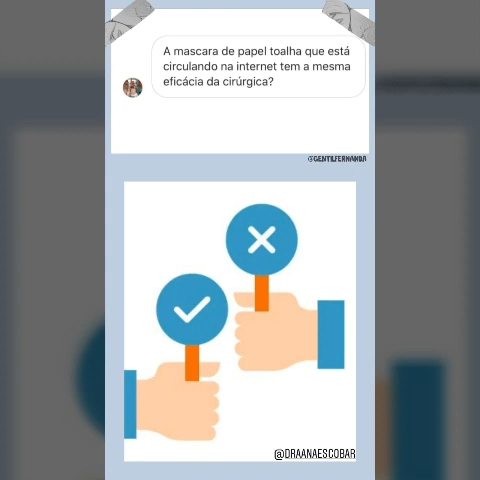 A mascara de papel toalha que está
circulando na internet tem a mesma
eficácia da cirúrgica?
@GENTILFERNANDA
@DRAANAESCOBAR